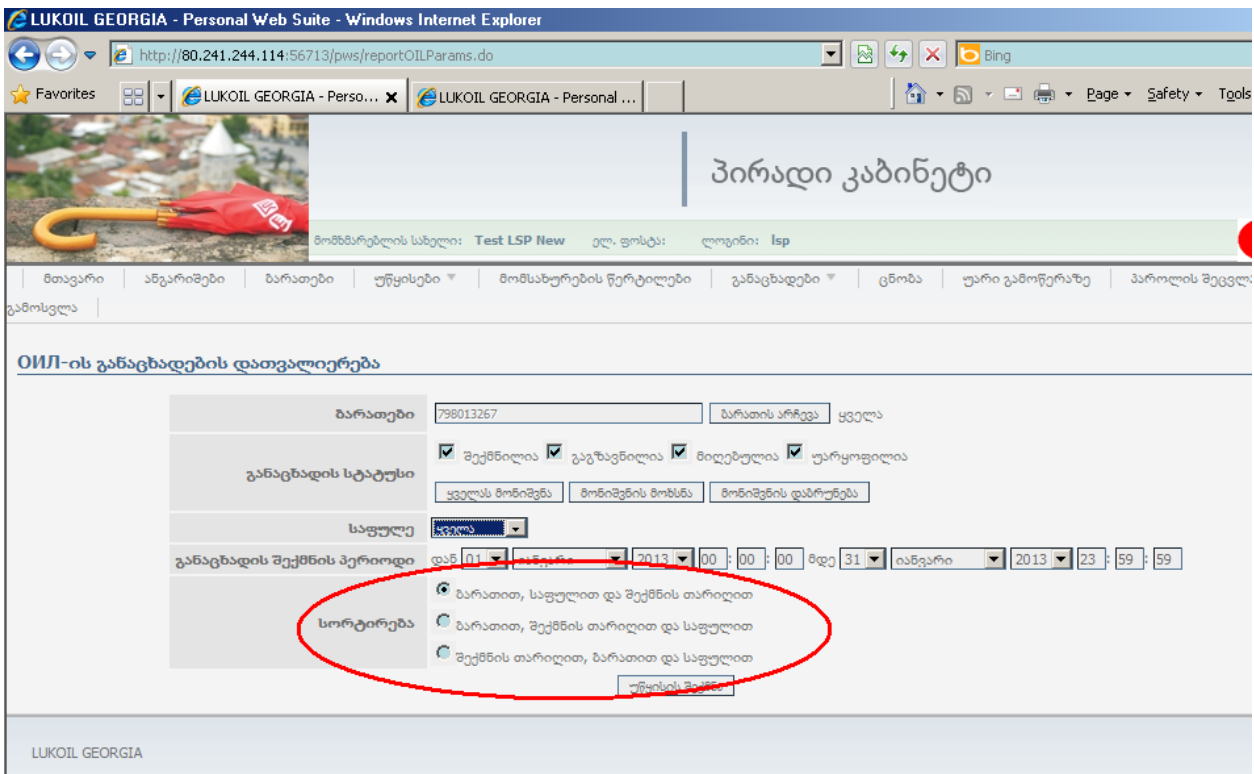 LUKOIL GEORGIA - Personal Web Suite - Windows Internet Explorer
http://80.241.244.114:56713/pws/reportOILParams.do Bing
Favorites LUKOIL GEORGIA - Perso... LUKOIL GEORGIA - Personal ... Page Safety Tools
პირადი კაბინეტი
მომხმარებლის სახელი: Test LSP New ელ. ფოსტა: ლოგინი: lsp
მთავარი ანგარიშები ბარათები უწყისები მომსახურების წერტილები განაცხადები ცნობა უარი გამოწერაზე პაროლის შეცვლა
გამოსვლა
ОИЛ-ის განაცხადების დათვალიერება
ბარათები 798013267 ბარათის არჩევა ყველა
განაცხადის სტატუსი შექმნილია გაგზავნილია მიღებულია უარყოფილია
ყველას მონიშვნა მონიშვნის მოხსნა მონიშვნის დაბრუნება
საფულე ყველა
განაცხადის შექმნის პერიოდი დან 01 იანვარი 2013 00 : 00 : 00 მდე 31 იანვარი 2013 23 : 59 : 59
სორტირება
ბარათით, საფულით და შექმნის თარიღით
ბარათით, შექმნის თარიღით და საფულით
შექმნის თარიღით, ბარათით და საფულით
უწყისის შექმნა
LUKOIL GEORGIA